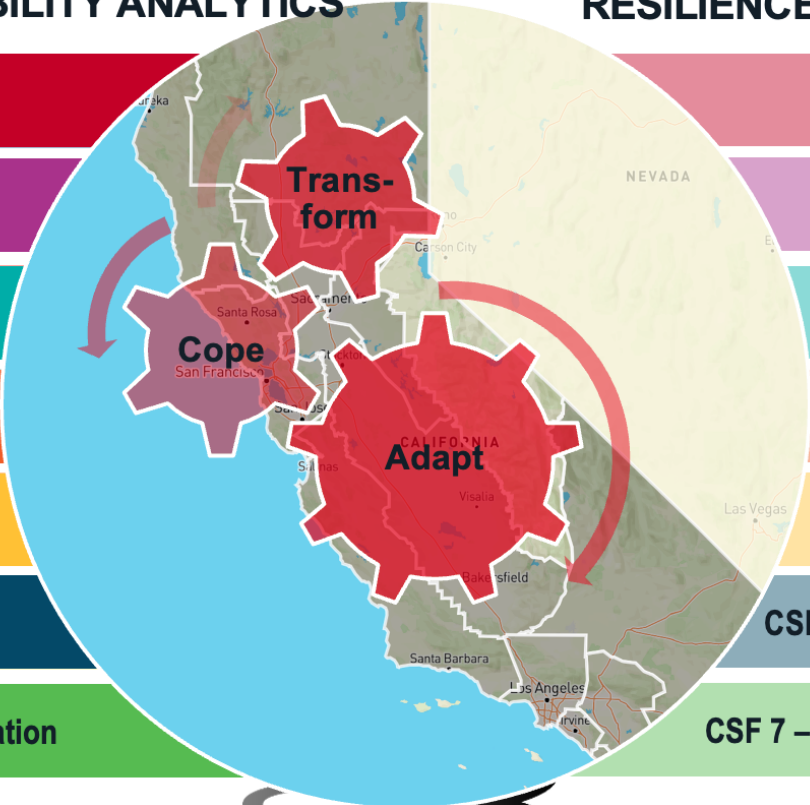 BILITY ANALYTICS
RESILIENCE
NEVADA
Trans-
form
Carson City
Santa Rosa
Cope
San Francisco
CALIFORNIA
Adapt
Visalia
Las Vegas
Bakersfield
CSF
Santa Barbara
Los Angeles
Irvine
ation
CSF 7 –